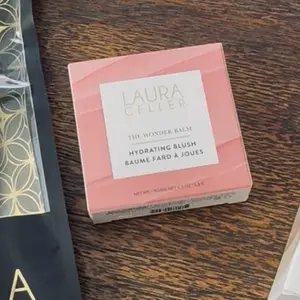 LAURA
GELLER
THE WONDER BALM
HYDRATING BLUSH
BAUME FARD À JOUES
A